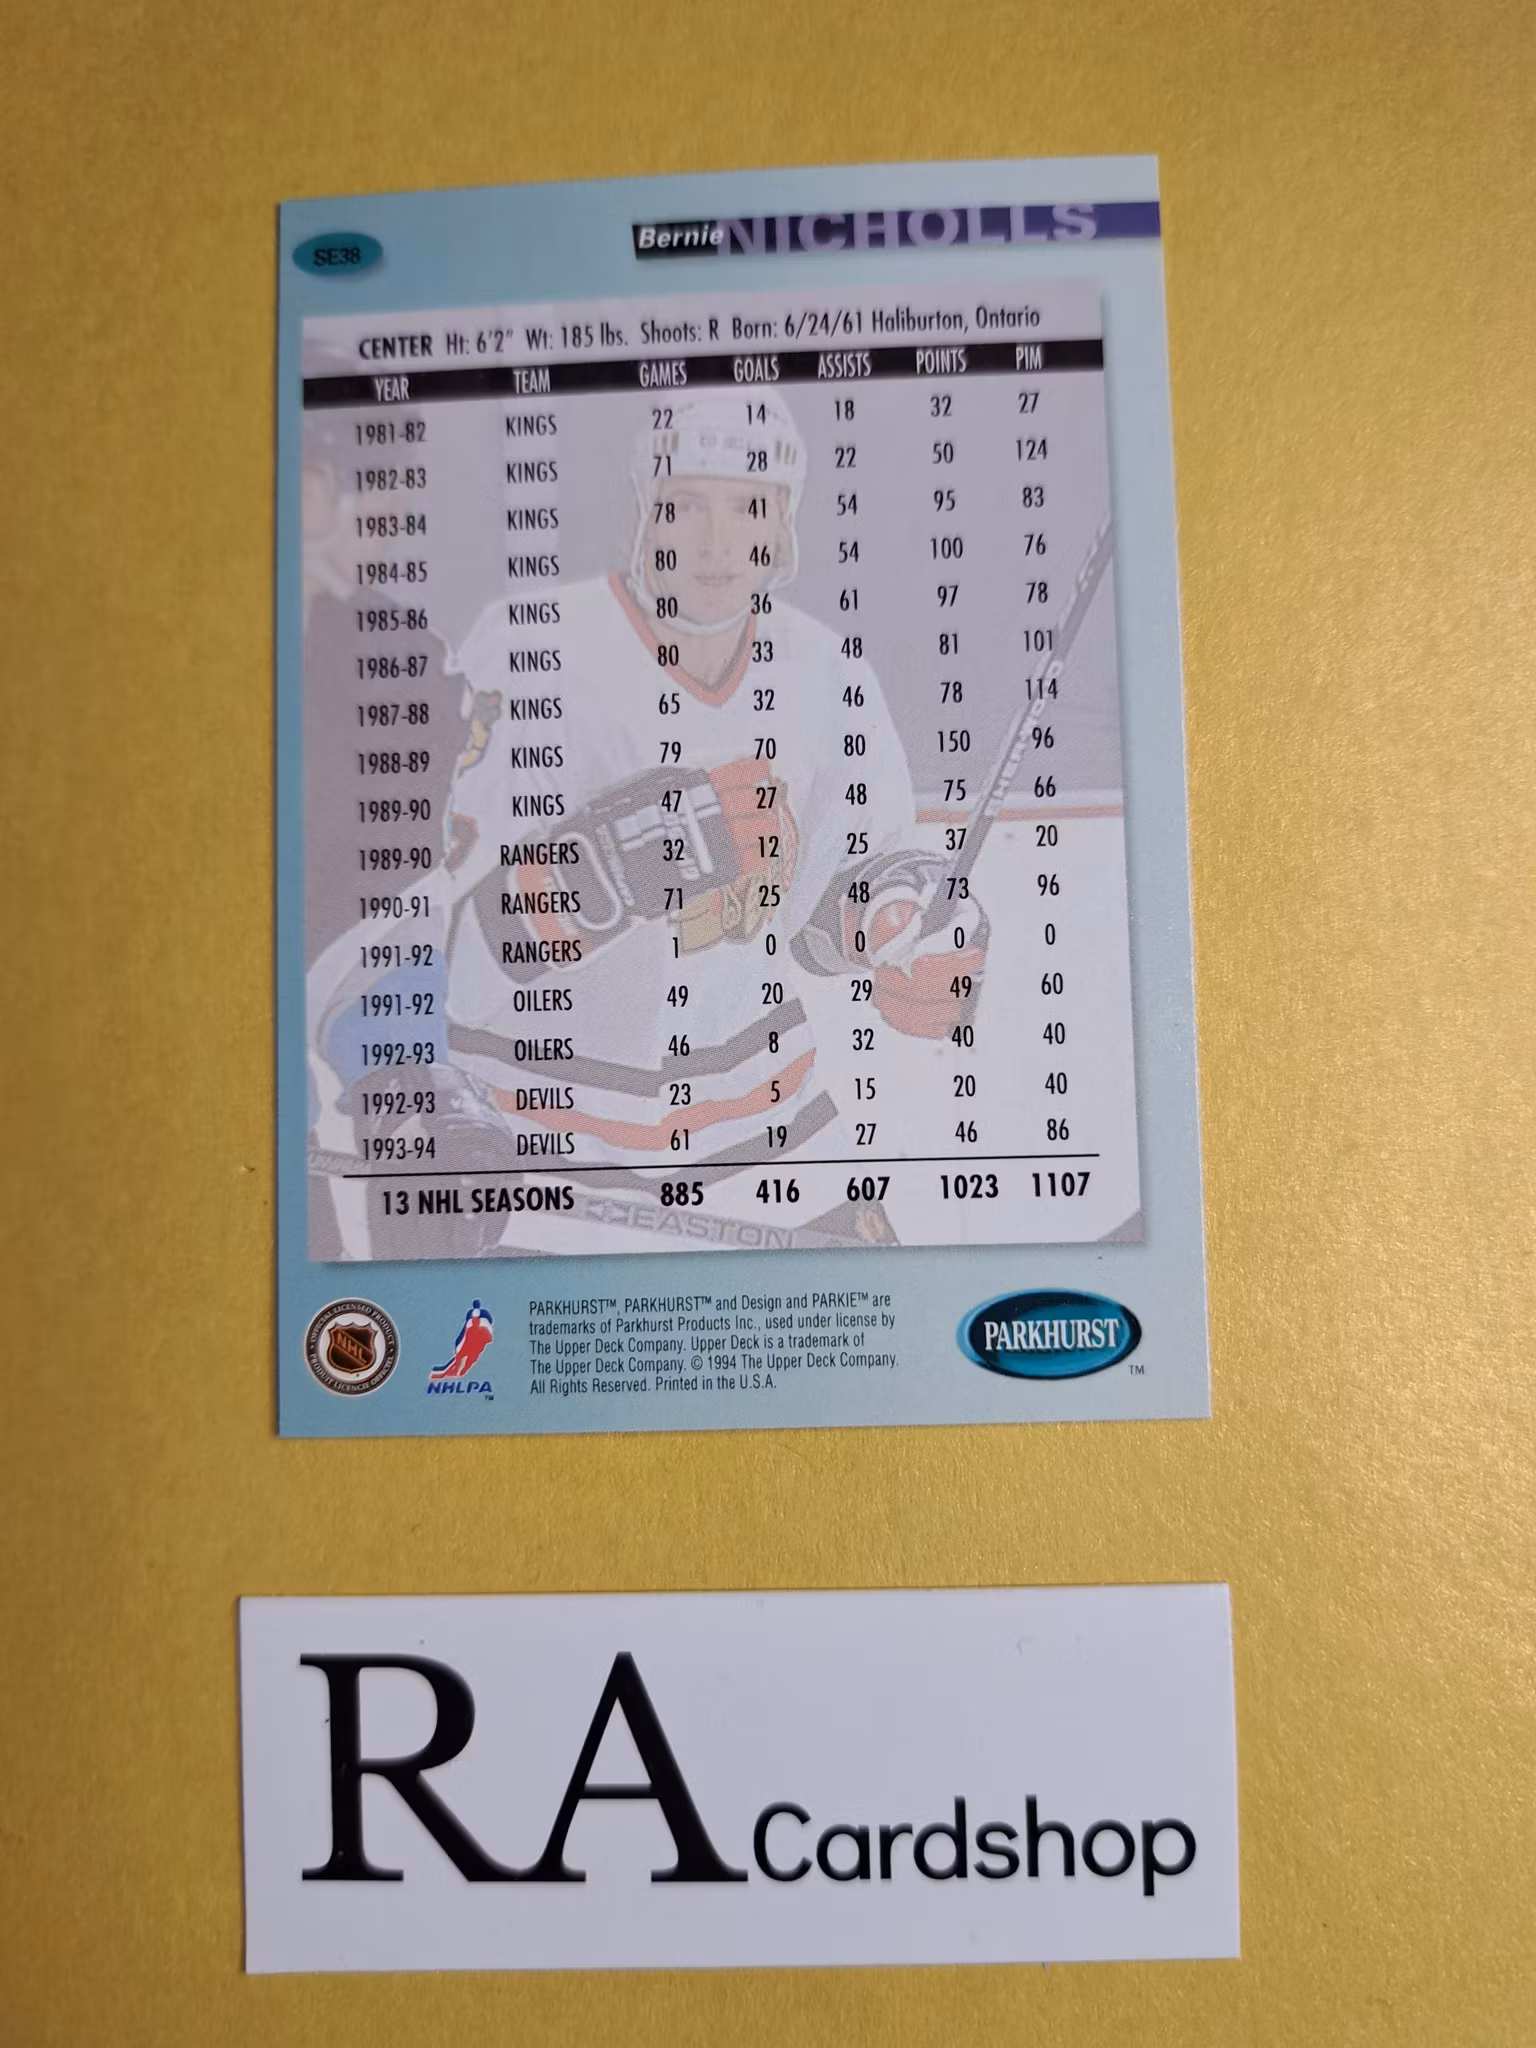 SE38
Bernie NICHOLLS
CENTER Ht: 6'2" Wt: 185 lbs. Shoots: R Born: 6/24/61 Haliburton, Ontario
YEAR TEAM GAMES GOALS ASSISTS POINTS PIM
1981-82 KINGS 22 14 18 32 27
1982-83 KINGS 71 28 22 50 124
1983-84 KINGS 78 41 54 95 83
1984-85 KINGS 80 46 54 100 76
1985-86 KINGS 80 36 61 97 78
1986-87 KINGS 80 33 48 81 101
1987-88 KINGS 65 32 46 78 114
1988-89 KINGS 79 70 80 150 96
1989-90 KINGS 47 27 48 75 66
1989-90 RANGERS 32 12 25 37 20
1990-91 RANGERS 71 25 48 73 96
1991-92 RANGERS 1 0 0 0 0
1991-92 OILERS 49 20 29 49 60
1992-93 OILERS 46 8 32 40 40
1992-93 DEVILS 23 5 15 20 40
1993-94 DEVILS 61 19 27 46 86
13 NHL SEASONS 885 416 607 1023 1107
EASTON
OFFICIAL LICENSED PRODUCT
NHL
PRODUIT LICENCIÉ OFFICIEL
NHLPA
PARKHURST™, PARKHURST™ and Design and PARKIE™ are
trademarks of Parkhurst Products Inc., used under license by
The Upper Deck Company. Upper Deck is a trademark of
The Upper Deck Company. © 1994 The Upper Deck Company.
All Rights Reserved. Printed in the U.S.A.
PARKHURST™
RA Cardshop